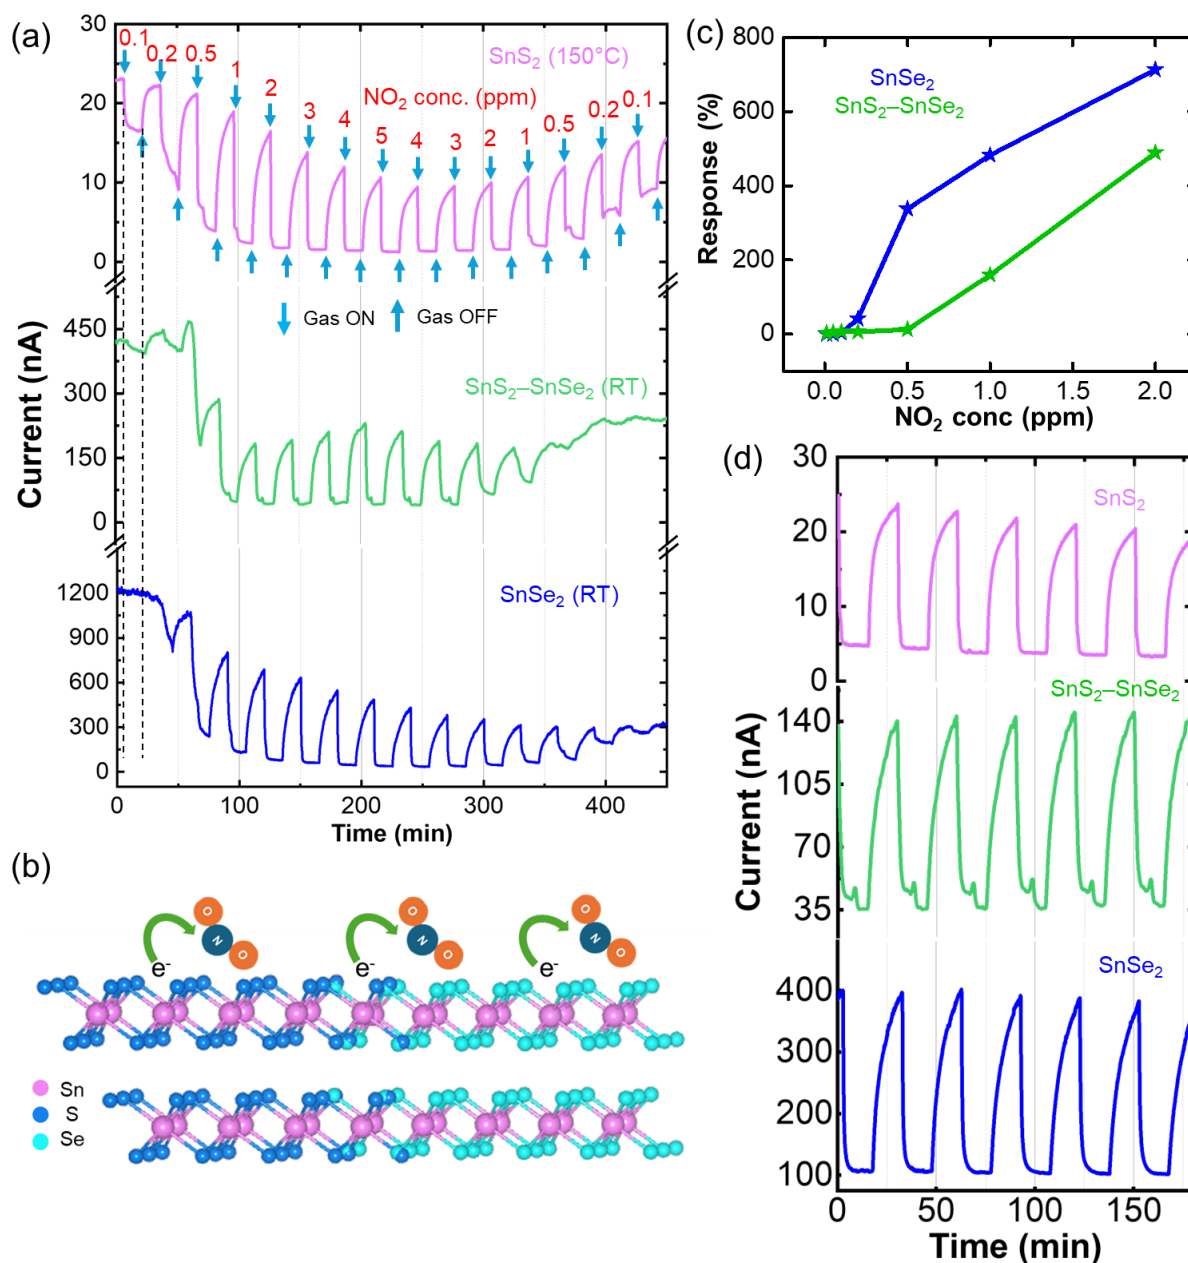 (a)
30
20
10
0
0.1
0.2
0.5
1
2
3
4
5
4
3
2
1
0.5
0.2
0.1
SnS₂ (150°C)
NO₂ conc. (ppm)
Gas ON
Gas OFF
450
300
150
0
SnS₂–SnSe₂ (RT)
1200
900
600
300
0
SnSe₂ (RT)
Current (nA)
0 100 200 300 400
Time (min)
(b)
O
N
O
O
N
O
O
N
O
e⁻
e⁻
e⁻
Sn
S
Se
(c)
800
600
400
200
0
Response (%)
SnSe₂
SnS₂–SnSe₂
0.0 0.5 1.0 1.5 2.0
NO₂ conc (ppm)
(d)
30
20
10
0
SnS₂
SnS₂–SnSe₂
140
105
70
35
SnSe₂
400
300
200
100
Current (nA)
0 50 100 150
Time (min)